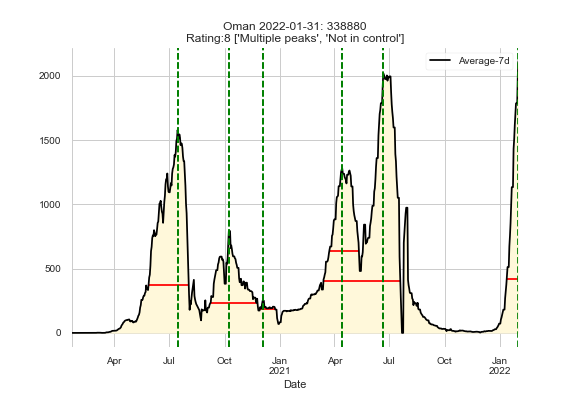 Oman 2022-01-31: 338880
Rating:8 ['Multiple peaks', 'Not in control']
Average-7d
2000
1500
1000
500
0
Apr Jul Oct Jan Apr Jul Oct Jan
2021 2022
Date